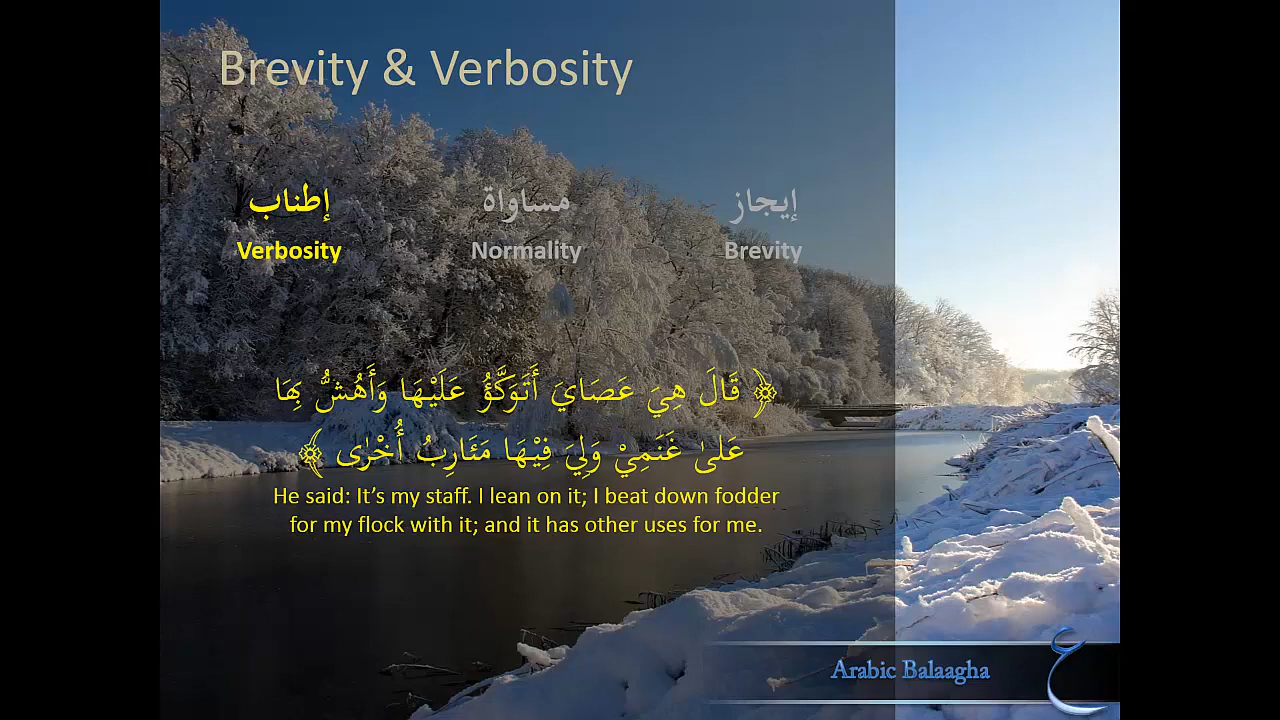 Brevity & Verbosity
إطناب مساواة إيجاز
Verbosity Normality Brevity
﴿ قَالَ هِيَ عَصَايَ أَتَوَكَّؤُ عَلَيْهَا وَأَهُشُّ بِهَا
عَلىٰ غَنَمِيْ وَلِيَ فِيْهَا مَئَارِبُ أُخْرٰى ﴾
He said: It’s my staff. I lean on it; I beat down fodder
for my flock with it; and it has other uses for me.
Arabic Balaagha ع